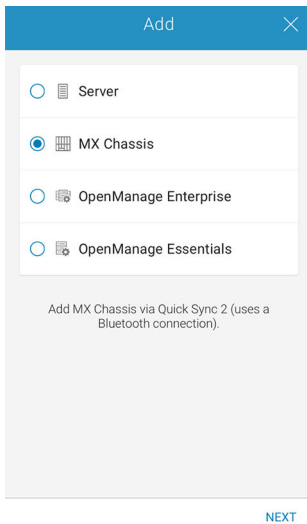 Add
Server
MX Chassis
OpenManage Enterprise
OpenManage Essentials
Add MX Chassis via Quick Sync 2 (uses a
Bluetooth connection).
NEXT